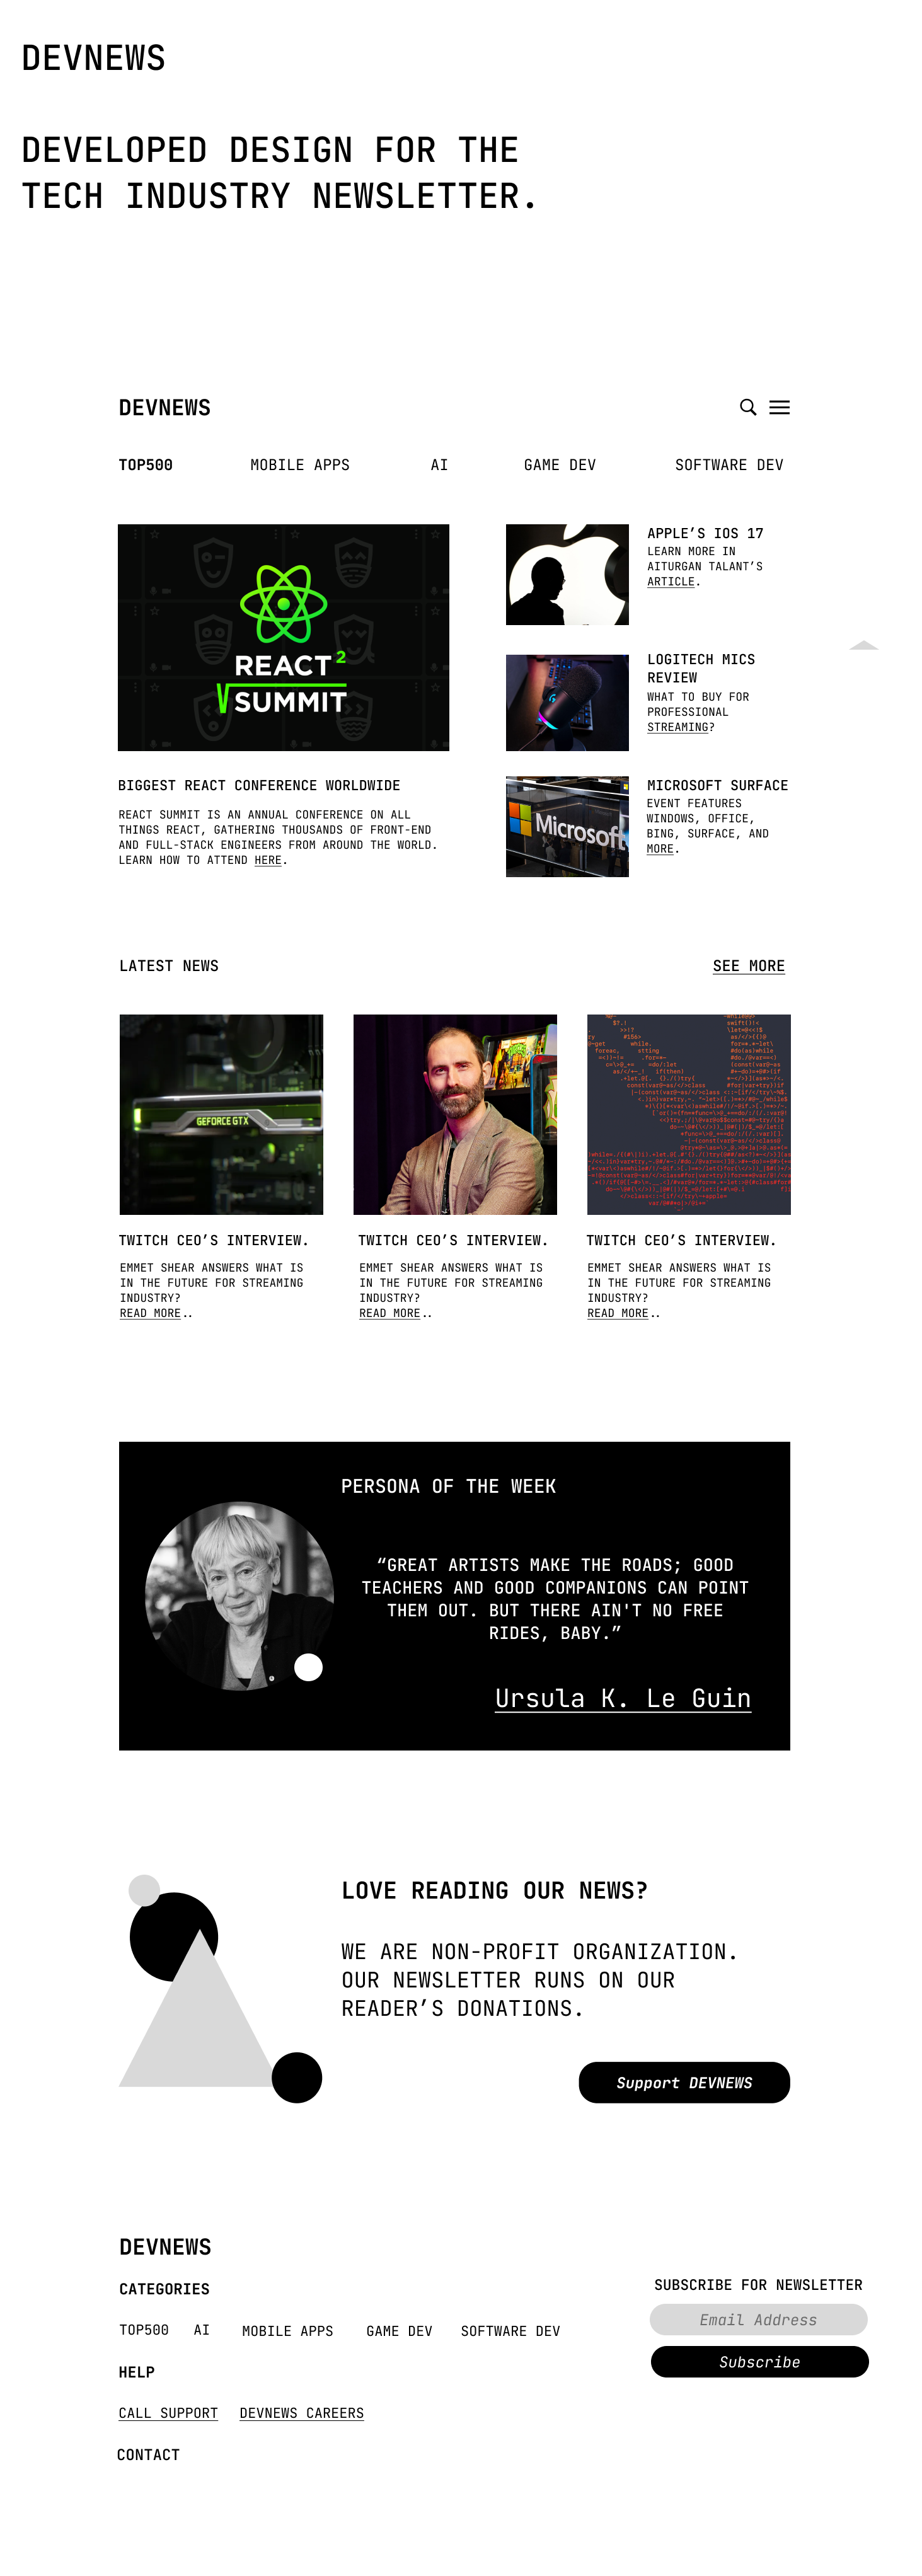 DEVNEWS
DEVELOPED DESIGN FOR THE
TECH INDUSTRY NEWSLETTER.
DEVNEWS
TOP500
MOBILE APPS
AI
GAME DEV
SOFTWARE DEV
REACT 2
SUMMIT
BIGGEST REACT CONFERENCE WORLDWIDE
REACT SUMMIT IS AN ANNUAL CONFERENCE ON ALL
THINGS REACT, GATHERING THOUSANDS OF FRONT-END
AND FULL-STACK ENGINEERS FROM AROUND THE WORLD.
LEARN HOW TO ATTEND HERE.
APPLE’S IOS 17
LEARN MORE IN
AITURGAN TALANT’S
ARTICLE.
LOGITECH MICS
REVIEW
WHAT TO BUY FOR
PROFESSIONAL
STREAMING?
Microsoft
MICROSOFT SURFACE
EVENT FEATURES
WINDOWS, OFFICE,
BING, SURFACE, AND
MORE.
LATEST NEWS
SEE MORE
GEFORCE GTX
TWITCH CEO’S INTERVIEW.
EMMET SHEAR ANSWERS WHAT IS
IN THE FUTURE FOR STREAMING
INDUSTRY?
READ MORE..
TWITCH CEO’S INTERVIEW.
EMMET SHEAR ANSWERS WHAT IS
IN THE FUTURE FOR STREAMING
INDUSTRY?
READ MORE..
TWITCH CEO’S INTERVIEW.
EMMET SHEAR ANSWERS WHAT IS
IN THE FUTURE FOR STREAMING
INDUSTRY?
READ MORE..
PERSONA OF THE WEEK
“GREAT ARTISTS MAKE THE ROADS; GOOD
TEACHERS AND GOOD COMPANIONS CAN POINT
THEM OUT. BUT THERE AIN'T NO FREE
RIDES, BABY.”
Ursula K. Le Guin
LOVE READING OUR NEWS?
WE ARE NON-PROFIT ORGANIZATION.
OUR NEWSLETTER RUNS ON OUR
READER’S DONATIONS.
Support DEVNEWS
DEVNEWS
CATEGORIES
TOP500
AI
MOBILE APPS
GAME DEV
SOFTWARE DEV
HELP
CALL SUPPORT
DEVNEWS CAREERS
CONTACT
SUBSCRIBE FOR NEWSLETTER
Email Address
Subscribe